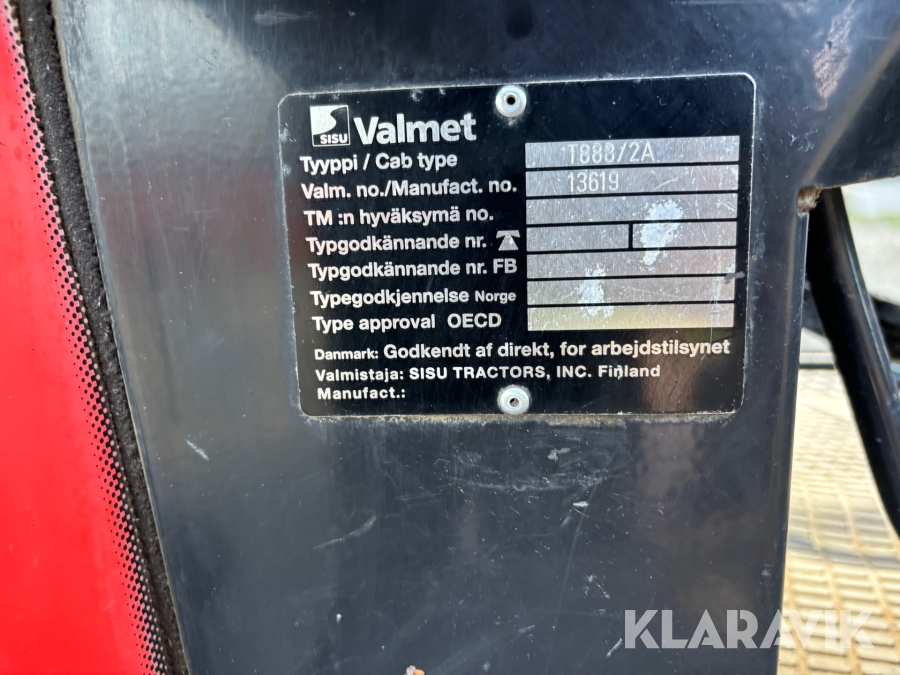 SISU Valmet
Tyyppi / Cab type T888/2A
Valm. no./Manufact. no. 13619
TM :n hyväksymä no.
Typgodkännande nr.
Typgodkännande nr. FB
Typegodkjennelse Norge
Type approval OECD
Danmark: Godkendt af direkt, for arbejdstilsynet
Valmistaja: SISU TRACTORS, INC. Finland
Manufact.:
KLARAVIK